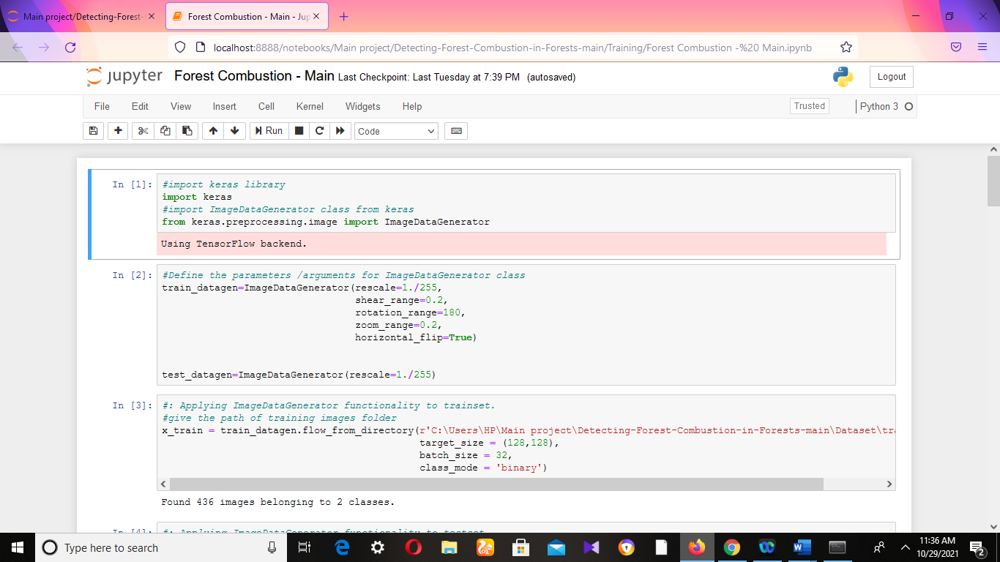 Main project/Detecting-Forest-
Forest Combustion - Main - Jup
localhost:8888/notebooks/Main project/Detecting-Forest-Combustion-in-Forests-main/Training/Forest Combustion -%20 Main.ipynb
jupyter Forest Combustion - Main Last Checkpoint: Last Tuesday at 7:39 PM (autosaved)
Logout
File Edit View Insert Cell Kernel Widgets Help
Trusted
Python 3
Run
Code
In [1]:
#import keras library
import keras
#import ImageDataGenerator class from keras
from keras.preprocessing.image import ImageDataGenerator
Using TensorFlow backend.
In [2]:
#Define the parameters /arguments for ImageDataGenerator class
train_datagen=ImageDataGenerator(rescale=1./255,
shear_range=0.2,
rotation_range=180,
zoom_range=0.2,
horizontal_flip=True)
test_datagen=ImageDataGenerator(rescale=1./255)
In [3]:
#: Applying ImageDataGenerator functionality to trainset.
#give the path of training images folder
x_train = train_datagen.flow_from_directory(r'C:\Users\HP\Main project\Detecting-Forest-Combustion-in-Forests-main\Dataset\tra
target_size = (128,128),
batch_size = 32,
class_mode = 'binary')
Found 436 images belonging to 2 classes.
In [4]:
#: Applying ImageDataGenerator functionality to testset
Type here to search
11:36 AM
10/29/2021
2